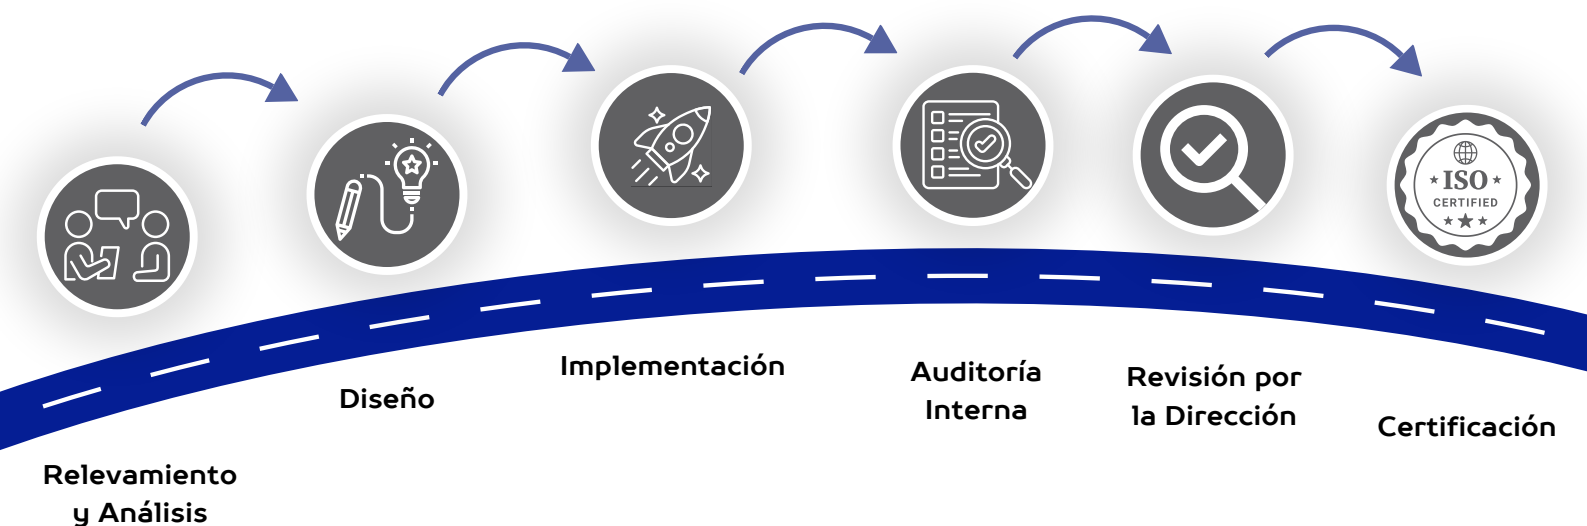 ISO
CERTIFIED
Relevamiento
y Análisis
Diseño
Implementación
Auditoría
Interna
Revisión por
la Dirección
Certificación